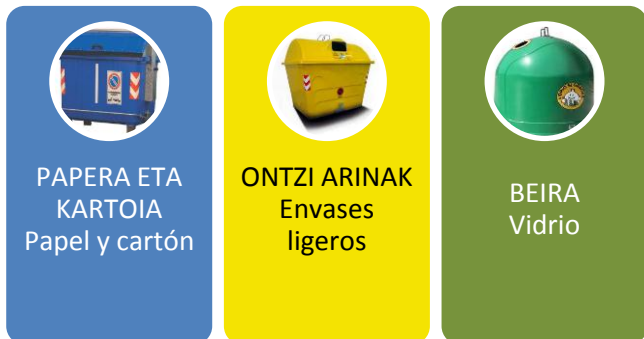 PAPERA ETA
KARTOIA
Papel y cartón
ONTZI ARINAK
Envases
ligeros
BEIRA
Vidrio